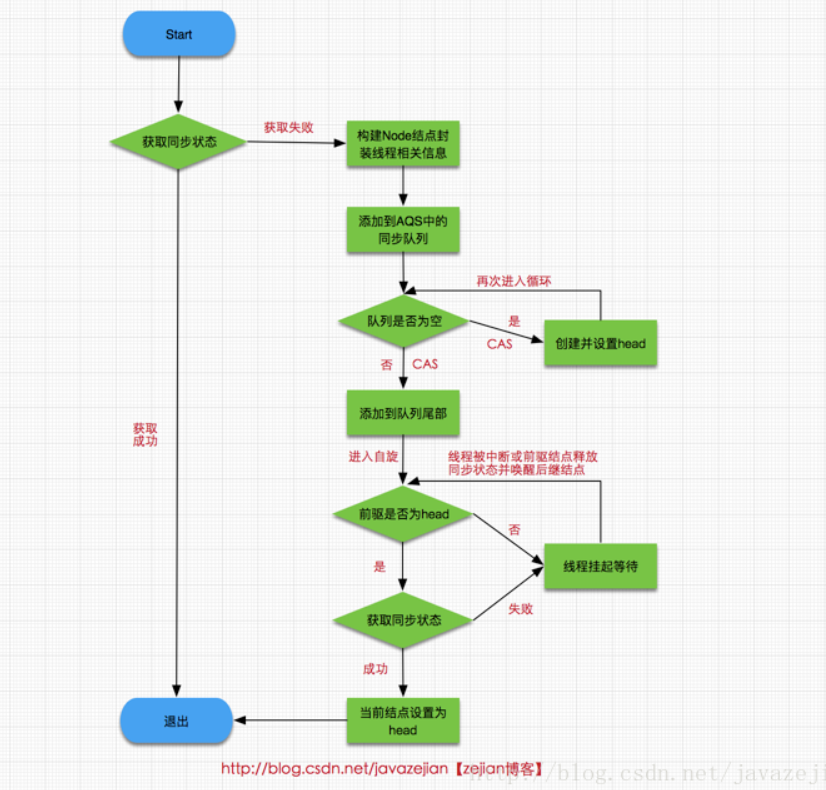 Start
获取同步状态
获取失败
构建Node结点封
装线程相关信息
添加到AQS中的
同步队列
再次进入循环
队列是否为空
是
CAS
创建并设置head
否
CAS
添加到队列尾部
获取
成功
进入自旋
线程被中断或前驱结点释放
同步状态并唤醒后继结点
前驱是否为head
否
线程挂起等待
是
获取同步状态
失败
成功
当前结点设置为
head
退出
http://blog.csdn.net/javazejian【zejian博客】
http://blog.csdn.net/javazeji